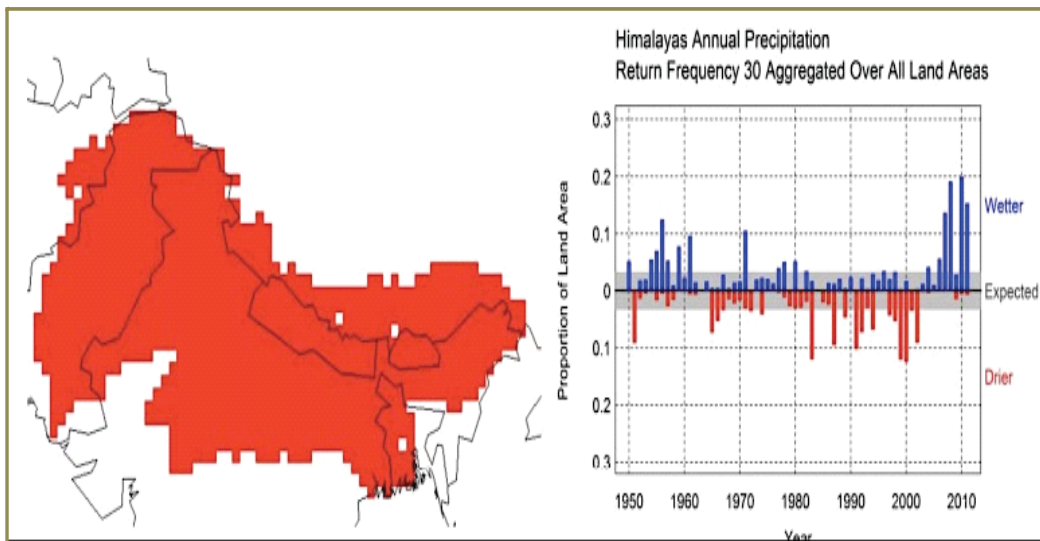 Himalayas Annual Precipitation
Return Frequency 30 Aggregated Over All Land Areas
Proportion of Land Area
0.3
0.2
0.1
0
0.1
0.2
0.3
Wetter
Expected
Drier
1950 1960 1970 1980 1990 2000 2010
Year